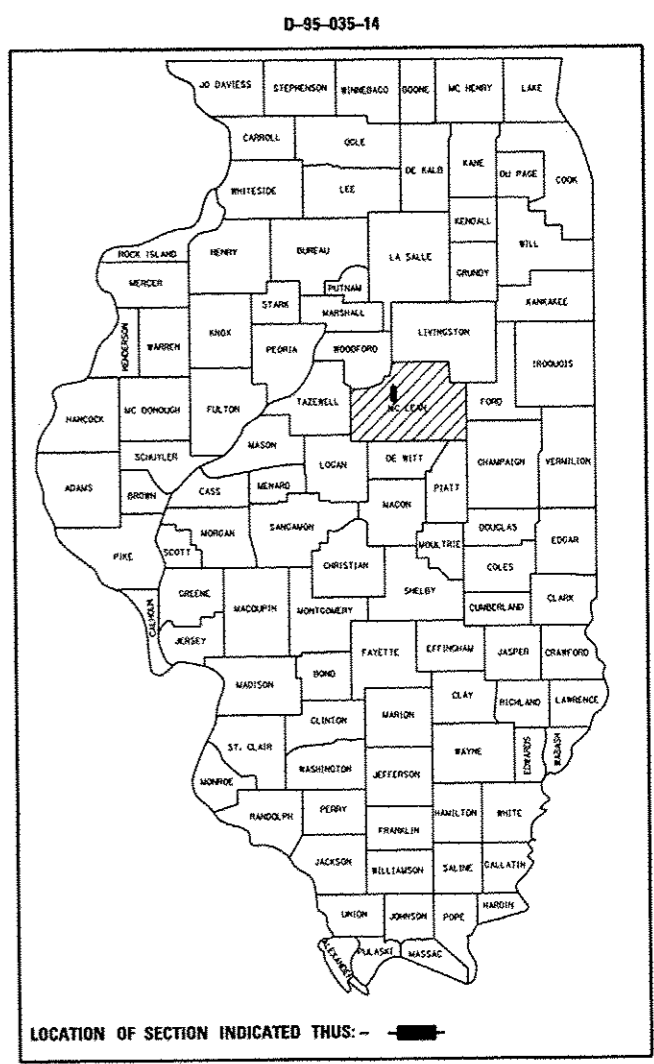 D-95-035-14
JO DAVIESS STEPHENSON WINNEBAGO BOONE MC HENRY LAKE
CARROLL OGLE DE KALB KANE DU PAGE COOK
WHITESIDE LEE KENDALL WILL
ROCK ISLAND HENRY BUREAU LA SALLE GRUNDY
MERCER PUTNAM KANKAKEE
STARK MARSHALL
HENDERSON WARREN KNOX PEORIA WOODFORD LIVINGSTON IROQUOIS
HANCOCK MC DONOUGH FULTON TAZEWELL MC LEAN FORD
SCHUYLER MASON LOGAN DE WITT CHAMPAIGN VERMILION
ADAMS BROWN CASS MENARD MACON PIATT
PIKE SCOTT MORGAN SANGAMON CHRISTIAN MOULTRIE DOUGLAS EDGAR
COLES
CALHOUN GREENE MACOUPIN MONTGOMERY SHELBY CUMBERLAND CLARK
JERSEY FAYETTE EFFINGHAM JASPER CRAWFORD
MADISON BOND CLAY RICHLAND LAWRENCE
CLINTON MARION
ST. CLAIR WASHINGTON JEFFERSON WAYNE EDWARDS WABASH
MONROE
RANDOLPH PERRY FRANKLIN HAMILTON WHITE
JACKSON WILLIAMSON SALINE GALLATIN
UNION JOHNSON POPE HARDIN
ALEXANDER PULASKI MASSAC
LOCATION OF SECTION INDICATED THUS: -